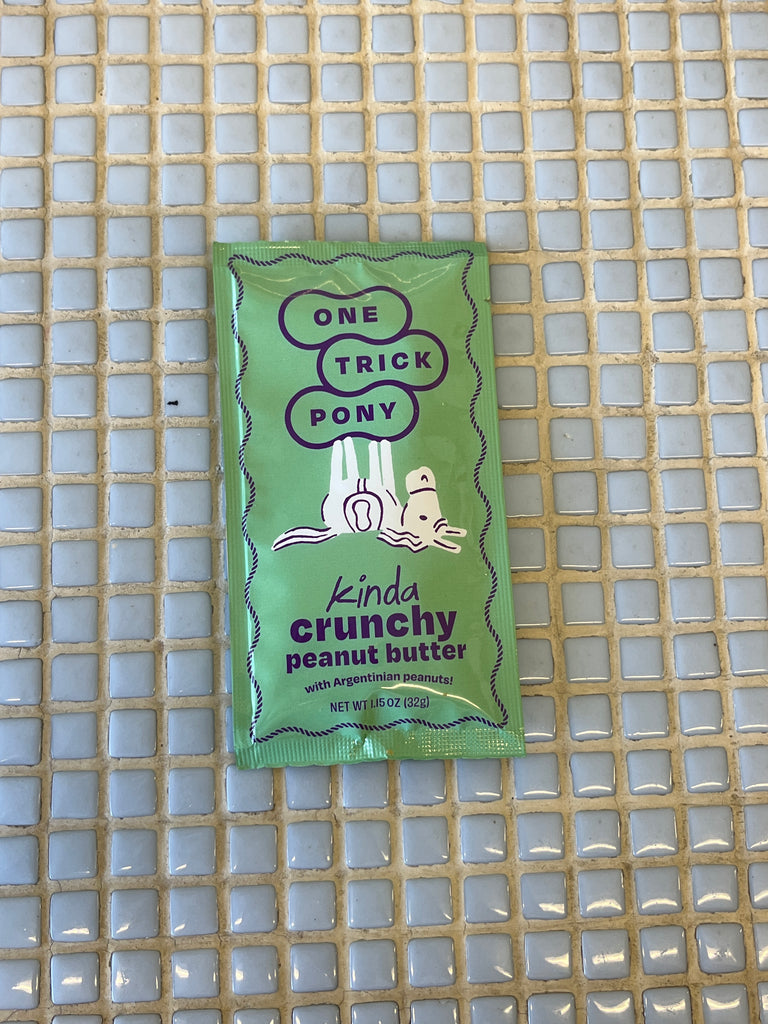 ONE
TRICK
PONY
kinda
crunchy
peanut butter
with Argentinian peanuts!
NET WT 1.15 OZ (32g)